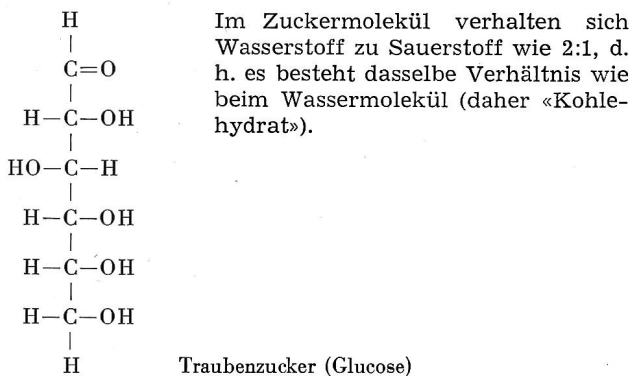 H
|
C=O
|
H—C—OH
|
HO—C—H
|
H—C—OH
|
H—C—OH
|
H—C—OH
|
H
Im Zuckermolekül verhalten sich
Wasserstoff zu Sauerstoff wie 2:1, d.
h. es besteht dasselbe Verhältnis wie
beim Wassermolekül (daher «Kohle-
hydrat»).
Traubenzucker (Glucose)